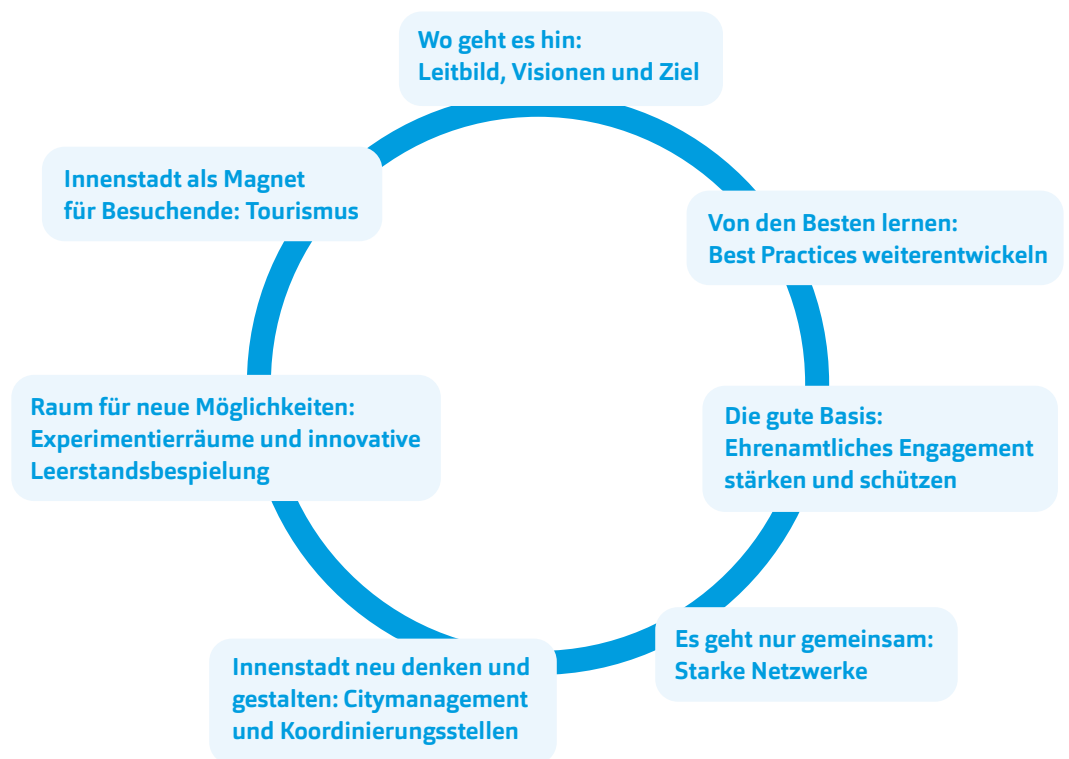 Wo geht es hin:
Leitbild, Visionen und Ziel
Von den Besten lernen:
Best Practices weiterentwickeln
Die gute Basis:
Ehrenamtliches Engagement
stärken und schützen
Es geht nur gemeinsam:
Starke Netzwerke
Innenstadt neu denken und
gestalten: Citymanagement
und Koordinierungsstellen
Raum für neue Möglichkeiten:
Experimentierräume und innovative
Leerstandsbespielung
Innenstadt als Magnet
für Besuchende: Tourismus